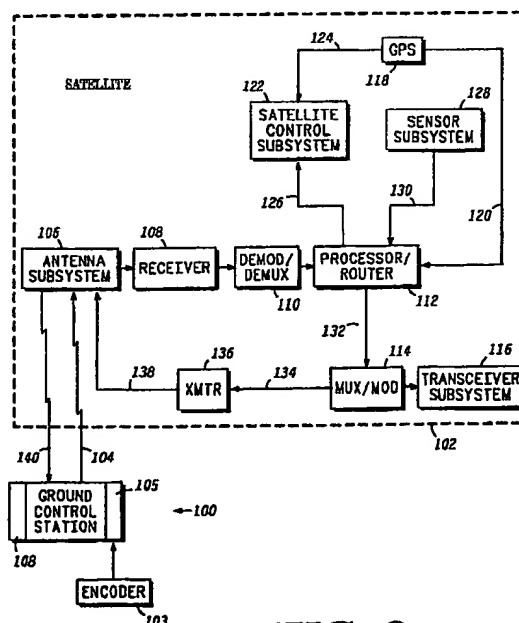 124
GPS
118
SATELLITE
122
SATELLITE
CONTROL
SUBSYSTEM
128
SENSOR
SUBSYSTEM
126
130
120
106
ANTENNA
SUBSYSTEM
108
RECEIVER
DEMOD/
DEMUX
110
PROCESSOR/
ROUTER
112
132
138
136
XMTR
134
114
MUX/MOD
116
TRANSCEIVER
SUBSYSTEM
102
140
104
105
GROUND
CONTROL
STATION
108
100
ENCODER
103